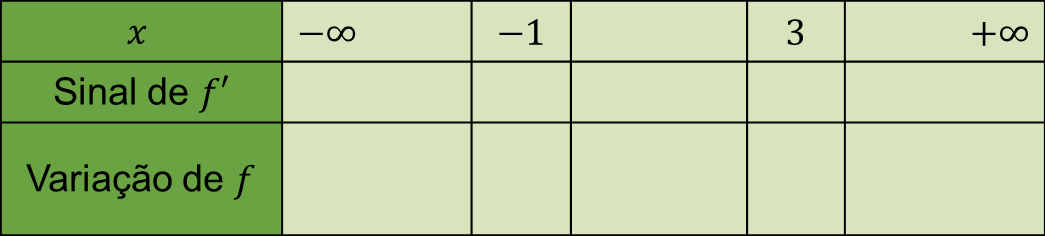 x −∞ −1 3 +∞
Sinal de f′
Variação de f